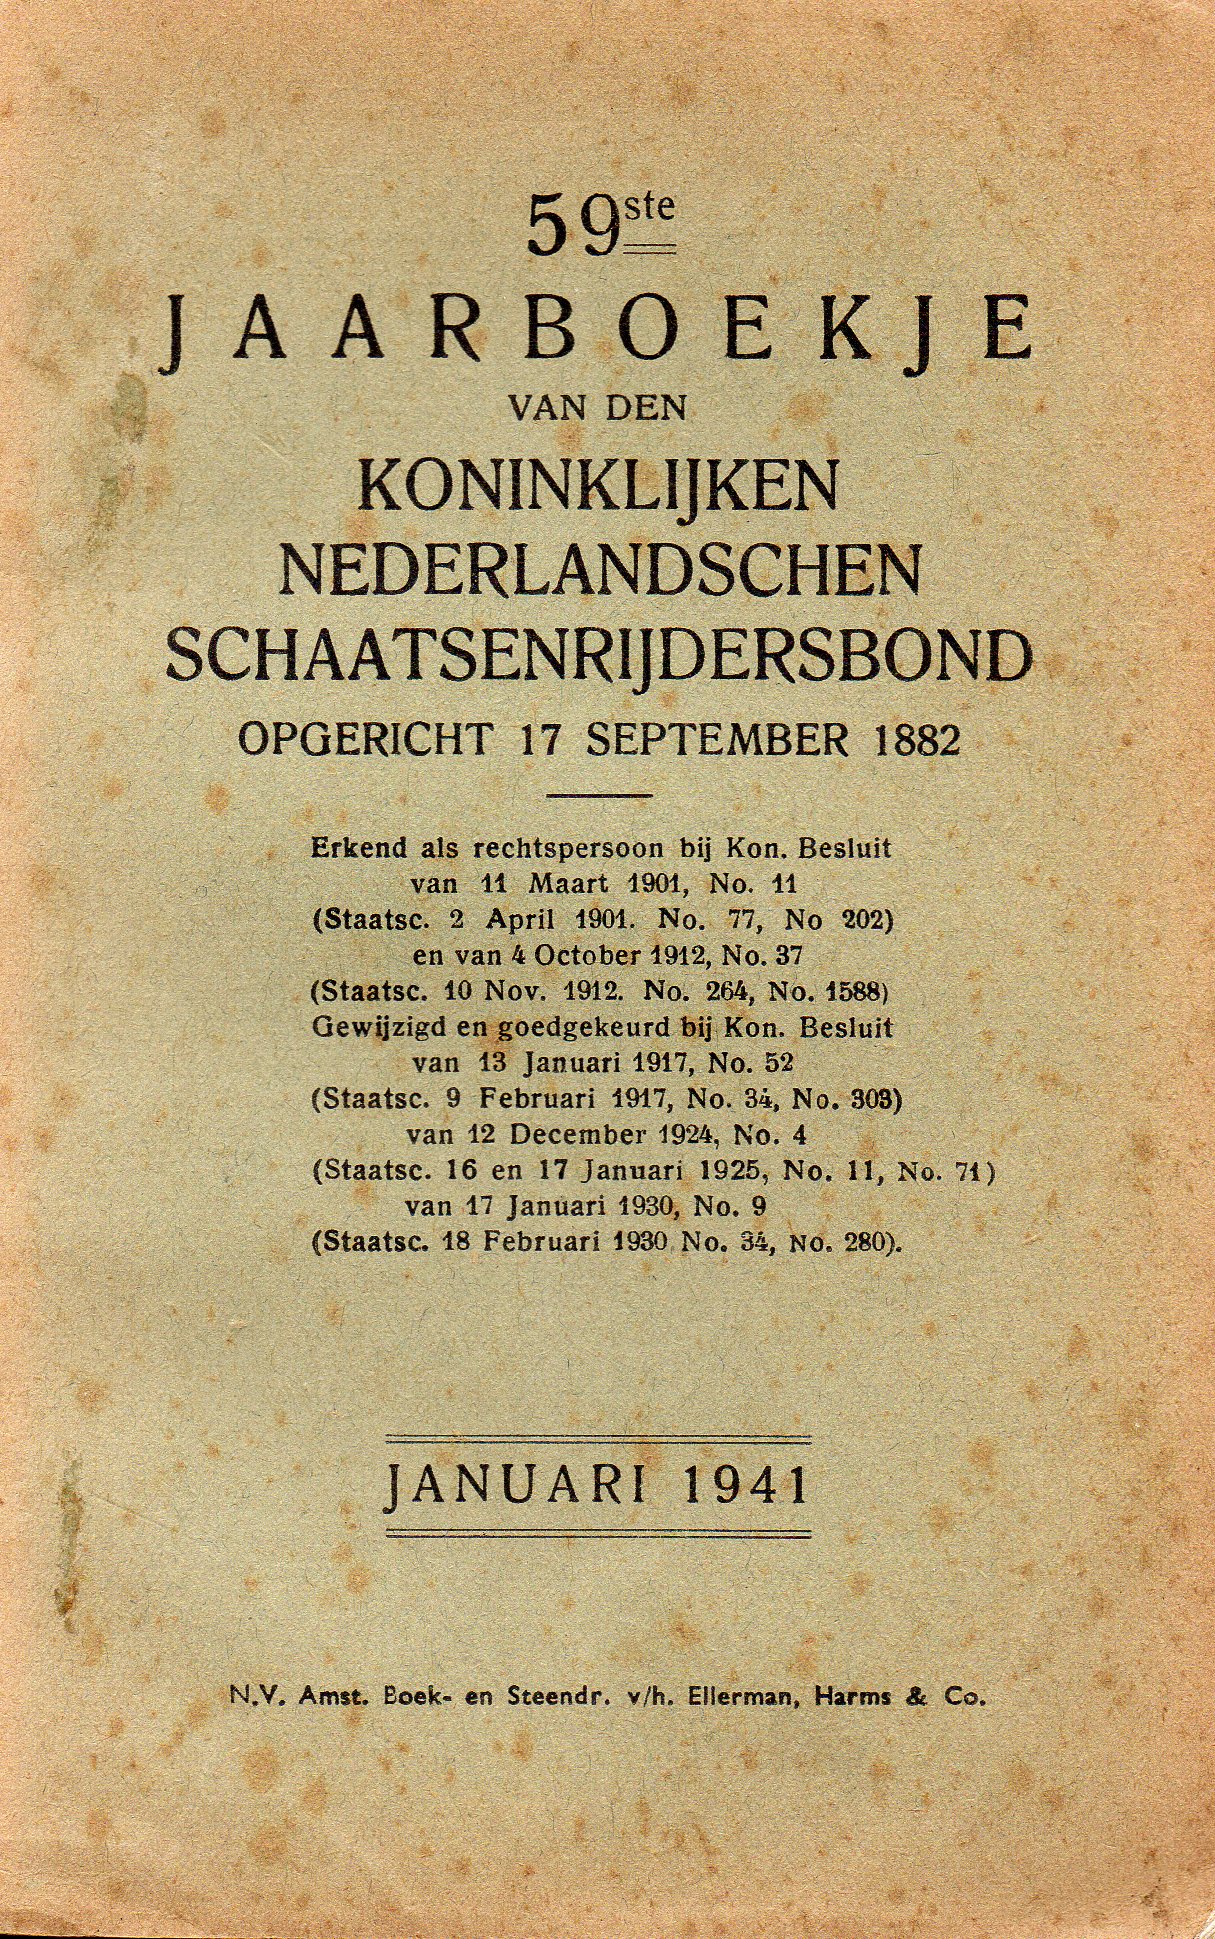 59ste
JAARBOEKJE
VAN DEN
KONINKLIJKEN
NEDERLANDSCHEN
SCHAATSENRIJDERSBOND
OPGERICHT 17 SEPTEMBER 1882
Erkend als rechtspersoon bij Kon. Besluit
van 11 Maart 1901, No. 11
(Staatsc. 2 April 1901. No. 77, No 202)
en van 4 October 1912, No. 37
(Staatsc. 10 Nov. 1912. No. 264, No. 1588)
Gewijzigd en goedgekeurd bij Kon. Besluit
van 13 Januari 1917, No. 52
(Staatsc. 9 Februari 1917, No. 34, No. 303)
van 12 December 1924, No. 4
(Staatsc. 16 en 17 Januari 1925, No. 11, No. 71)
van 17 Januari 1930, No. 9
(Staatsc. 18 Februari 1930 No. 34, No. 280).
JANUARI 1941
N.V. Amst. Boek- en Steendr. v/h. Ellerman, Harms & Co.